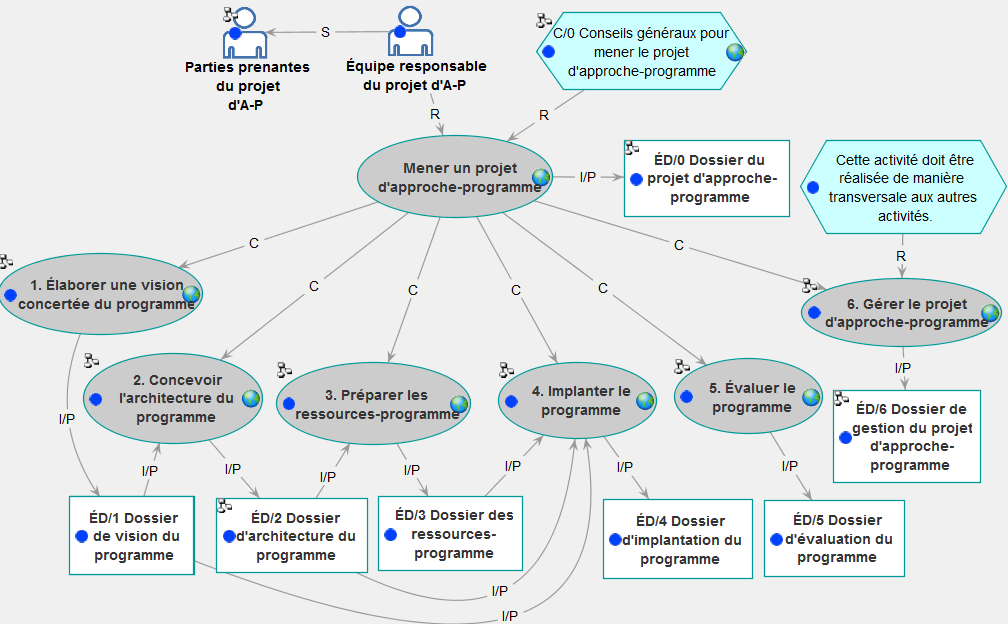 S
Parties prenantes
du projet
d'A-P
Équipe responsable
du projet d'A-P
C/0 Conseils généraux pour
mener le projet
d'approche-programme
R
R
Mener un projet
d'approche-programme
I/P
ÉD/0 Dossier du
projet d'approche-
programme
Cette activité doit être
réalisée de manière
transversale aux autres
activités.
R
C
C
C
C
C
C
1. Élaborer une vision
concertée du programme
6. Gérer le projet
d'approche-programme
I/P
2. Concevoir
l'architecture du
programme
3. Préparer les
ressources-programme
4. Implanter le
programme
5. Évaluer le
programme
I/P
ÉD/6 Dossier de
gestion du projet
d'approche-
programme
I/P
I/P
I/P
I/P
I/P
I/P
I/P
ÉD/1 Dossier
de vision du
programme
ÉD/2 Dossier
d'architecture du
programme
ÉD/3 Dossier des
ressources-
programme
ÉD/4 Dossier
d'implantation du
programme
ÉD/5 Dossier
d'évaluation du
programme
I/P
I/P